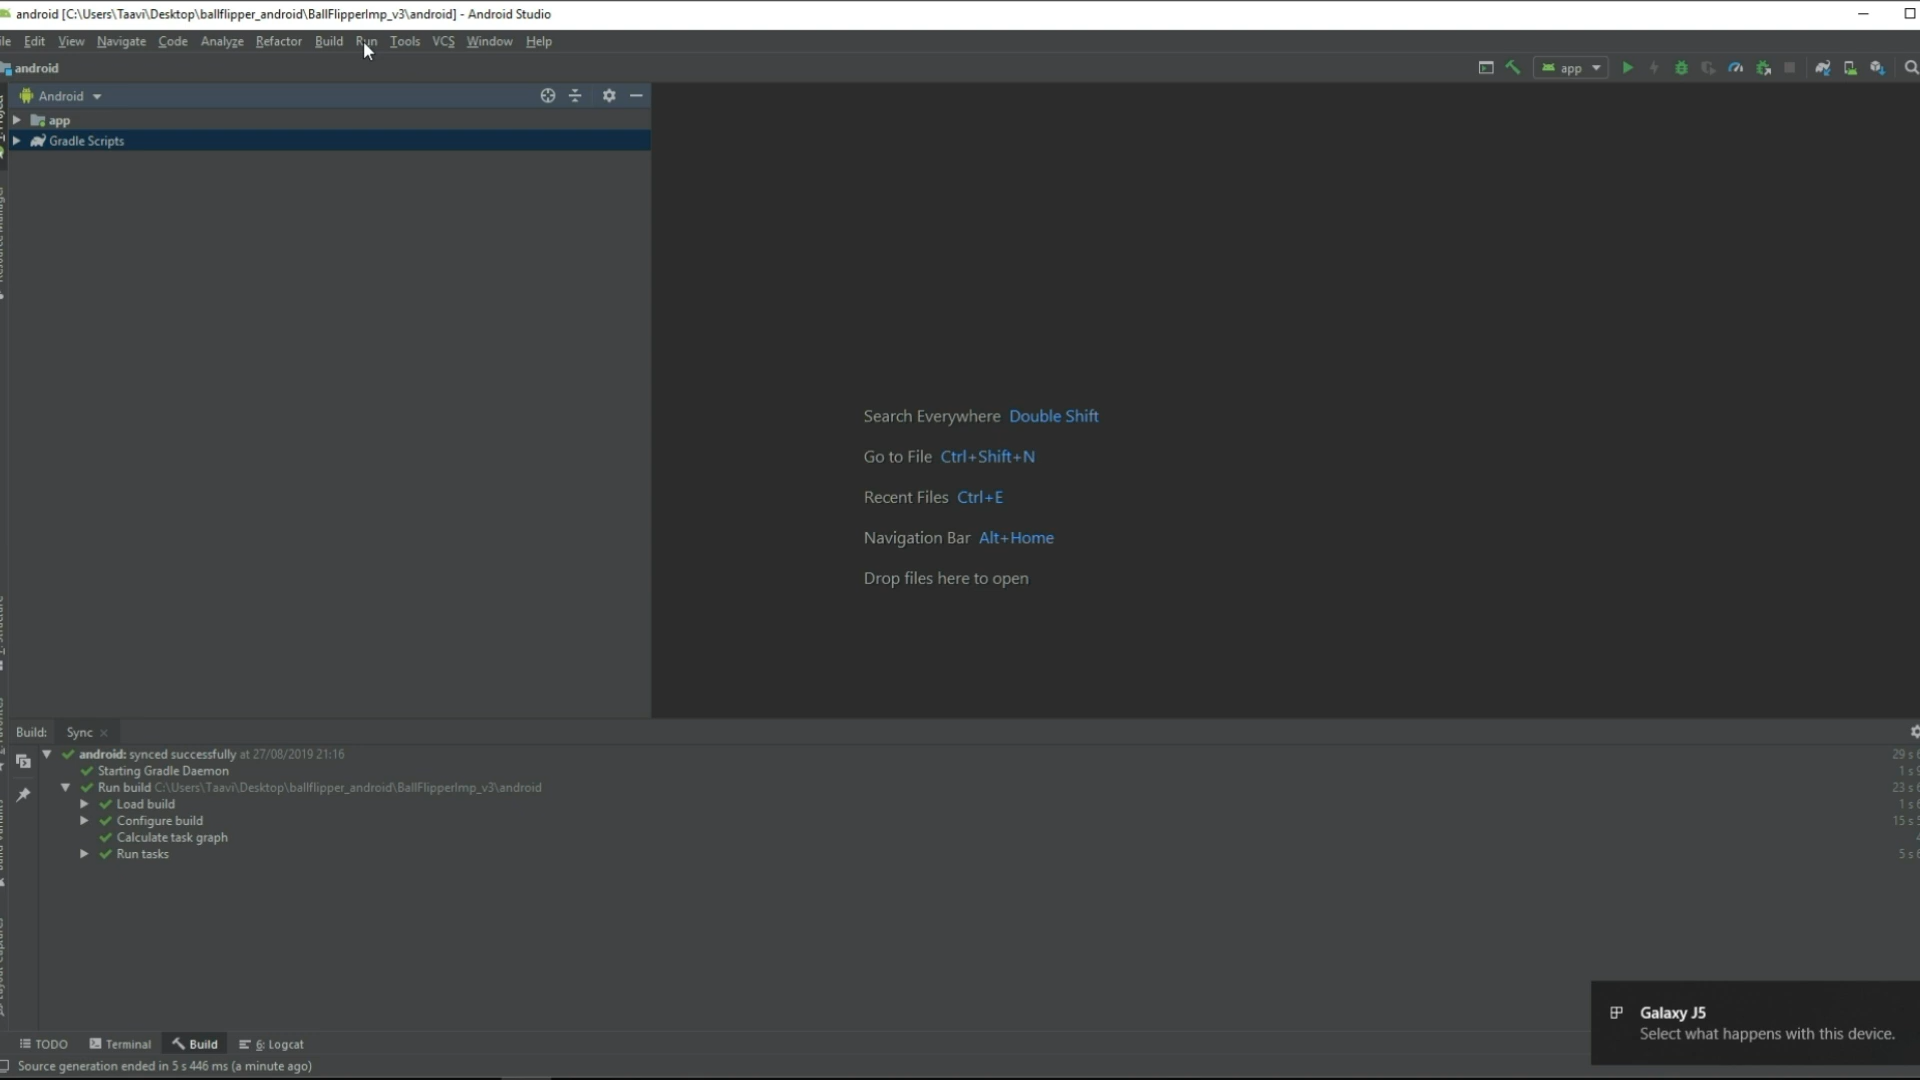 android [C:\Users\Taavi\Desktop\ballflipper_android\BallFlipperImp_v3\android] - Android Studio
Edit View Navigate Code Analyze Refactor Build Run Tools VCS Window Help
android
app
Android
app
Gradle Scripts
Search Everywhere Double Shift
Go to File Ctrl+Shift+N
Recent Files Ctrl+E
Navigation Bar Alt+Home
Drop files here to open
Build: Sync
android: synced successfully at 27/08/2019 21:16
29 s
Starting Gradle Daemon
1 s
Run build C:\Users\Taavi\Desktop\ballflipper_android\BallFlipperImp_v3\android
23 s
Load build
1 s
Configure build
15 s
Calculate task graph
Run tasks
5 s
Galaxy J5
Select what happens with this device.
TODO Terminal Build 6: Logcat
Source generation ended in 5 s 446 ms (a minute ago)